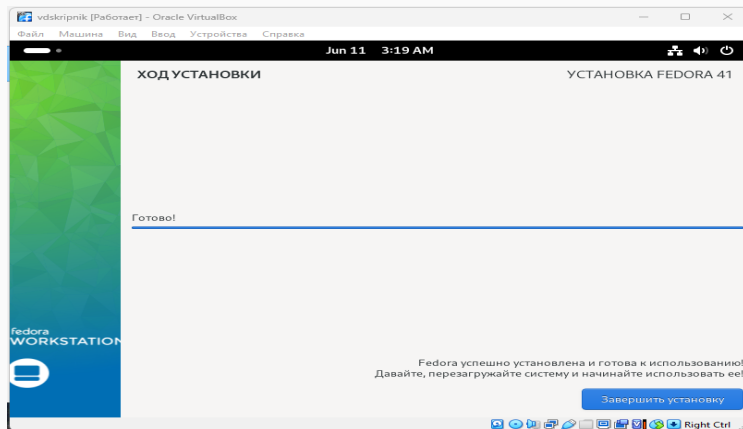 vdskripnik [Работает] - Oracle VirtualBox
Файл Машина Вид Ввод Устройства Справка
Jun 11 3:19 AM
ХОД УСТАНОВКИ
УСТАНОВКА FEDORA 41
Готово!
fedora
WORKSTATION
Fedora успешно установлена и готова к использованию!
Давайте, перезагружайте систему и начинайте использовать ее!
Завершить установку
Right Ctrl